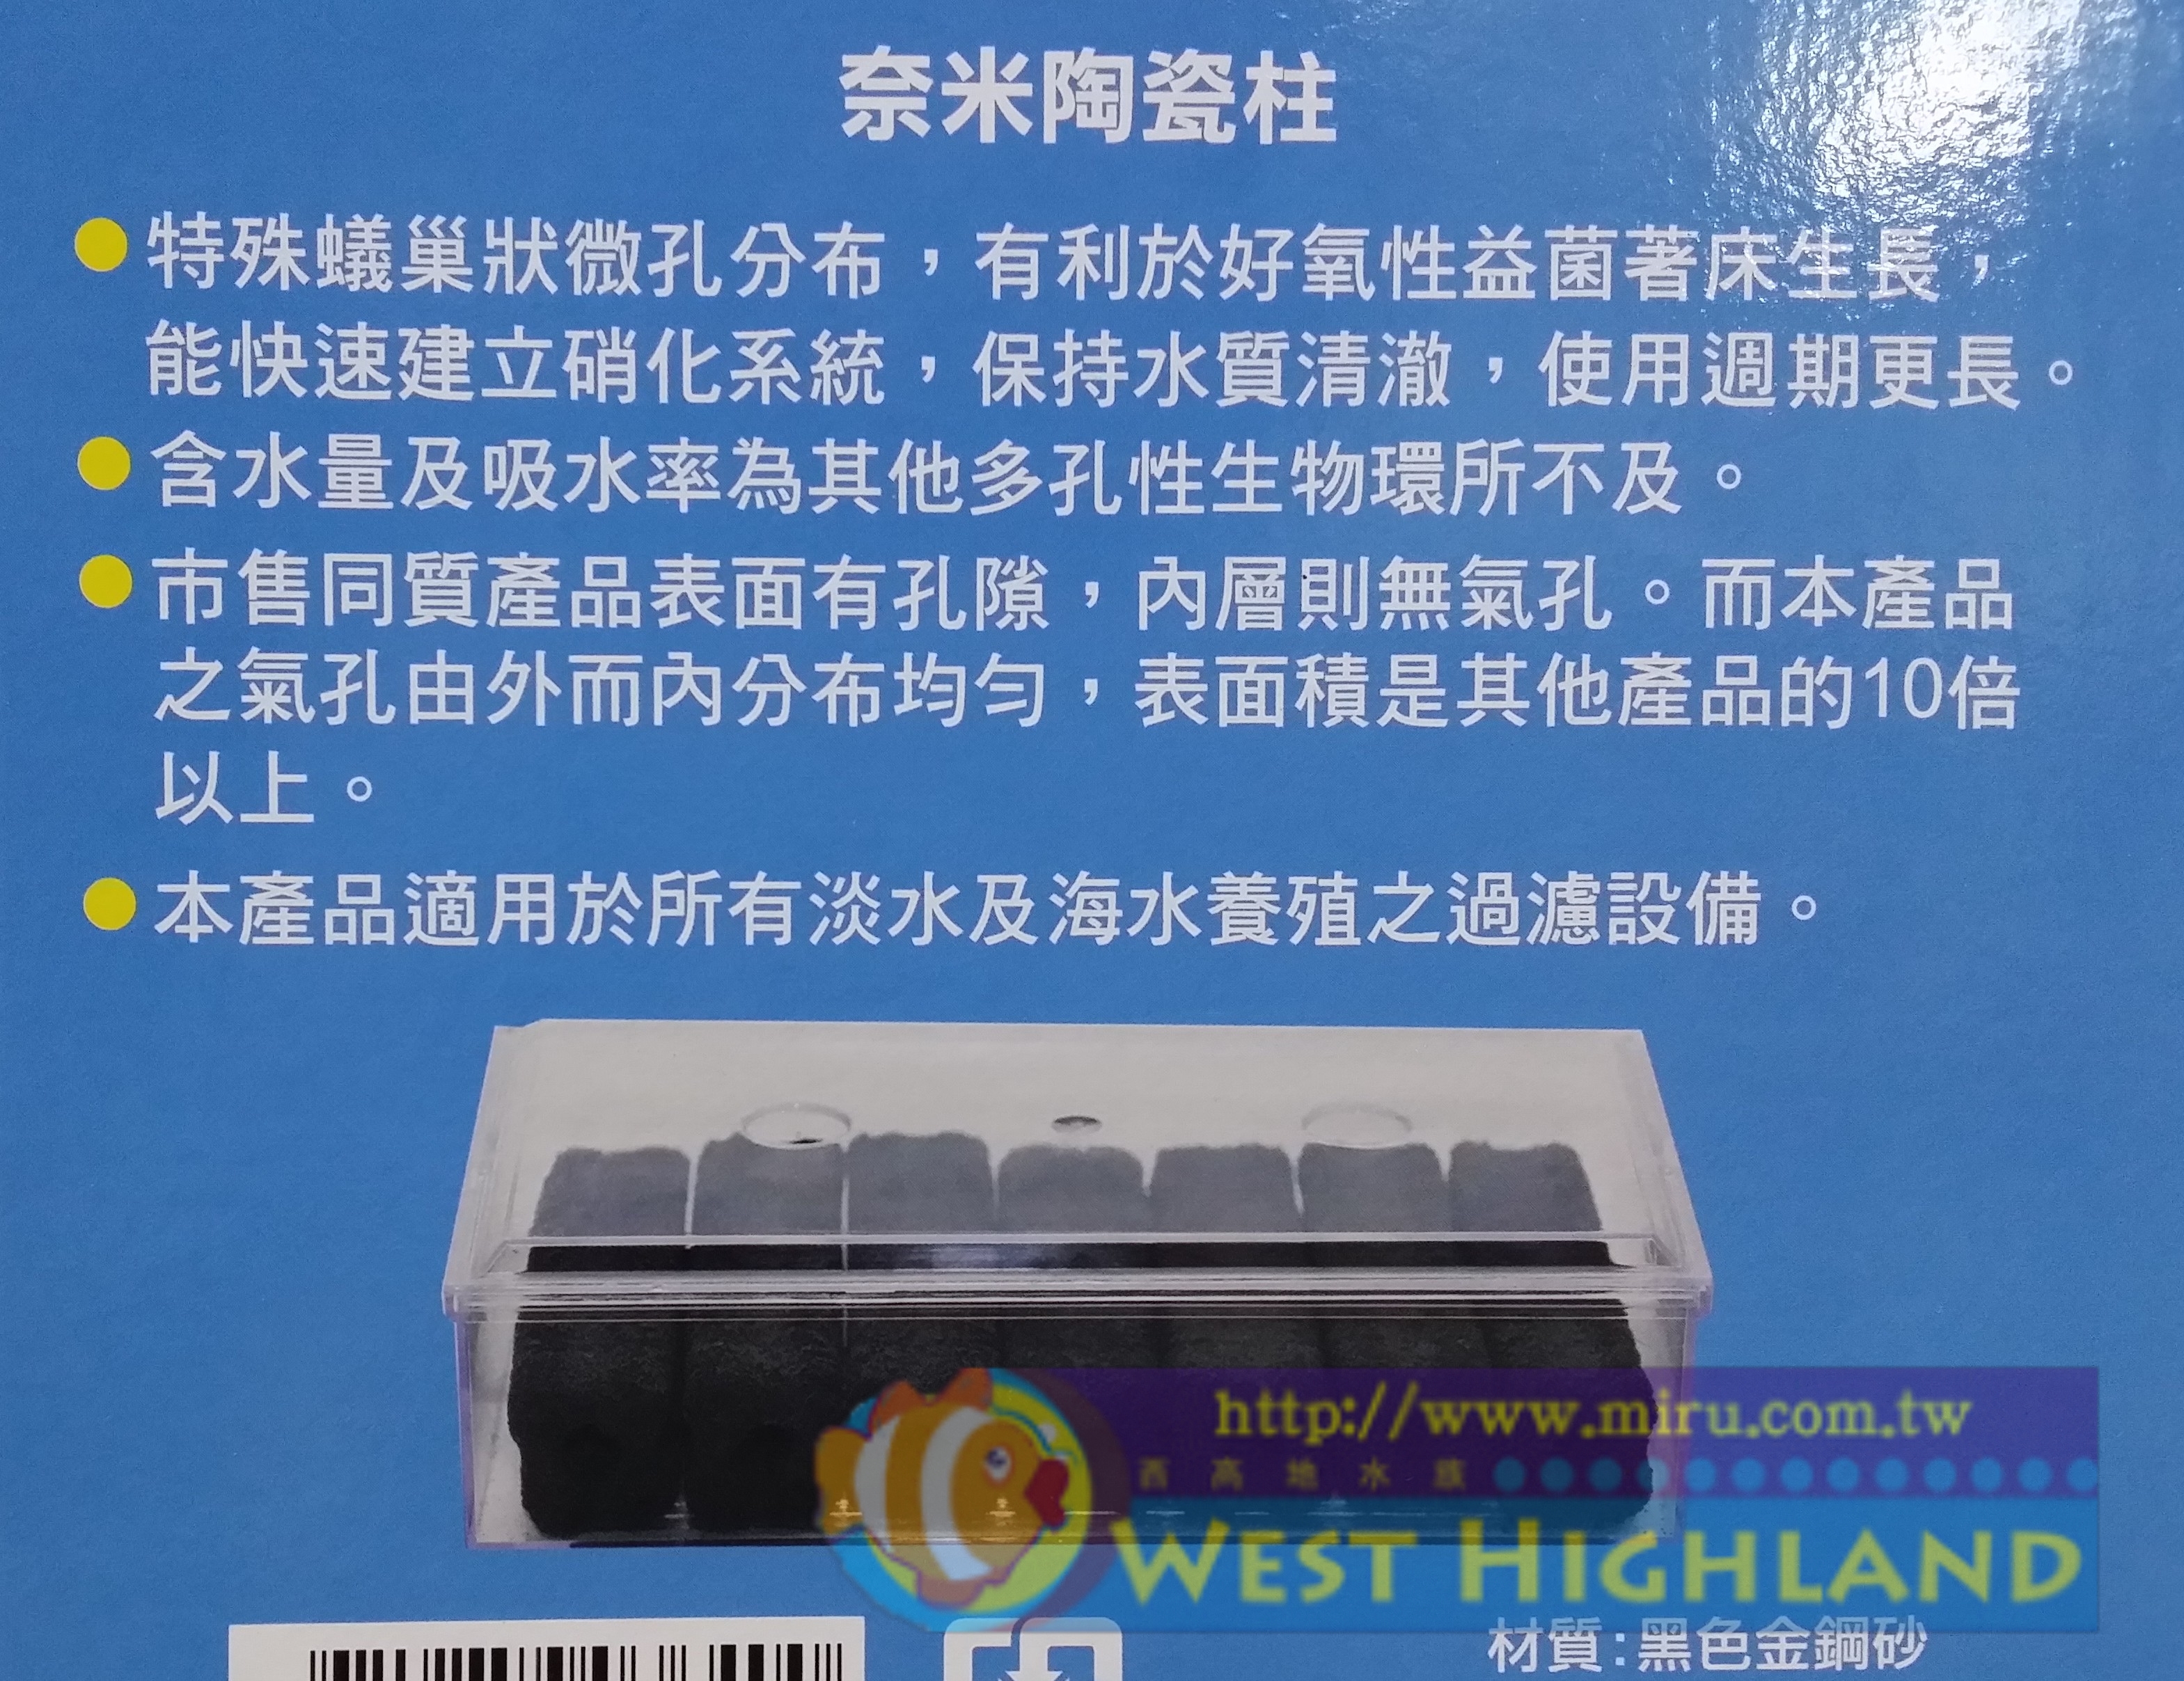 奈米陶瓷柱
特殊蟻巢狀微孔分布，有利於好氧性益菌著床生長，
能快速建立硝化系統，保持水質清澈，使用週期更長。
含水量及吸水率為其他多孔性生物環所不及。
市售同質產品表面有孔隙，內層則無氣孔。而本產品
之氣孔由外而內分布均勻，表面積是其他產品的10倍
以上。
本產品適用於所有淡水及海水養殖之過濾設備。
http://www.miru.com.tw
西高地水族
WEST HIGHLAND
材質:黑色金鋼砂